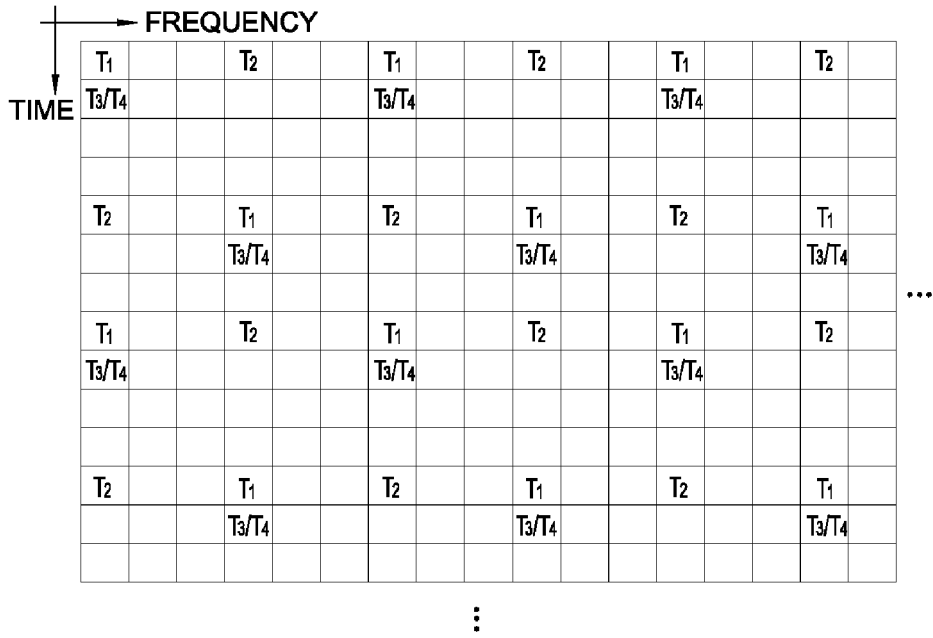 FREQUENCY
T1 T2 T1 T2 T1 T2
TIME T3/T4 T3/T4 T3/T4
T2 T1 T2 T1 T2 T1
T3/T4 T3/T4 T3/T4
...
T1 T2 T1 T2 T1 T2
T3/T4 T3/T4 T3/T4
T2 T1 T2 T1 T2 T1
T3/T4 T3/T4 T3/T4
⋮